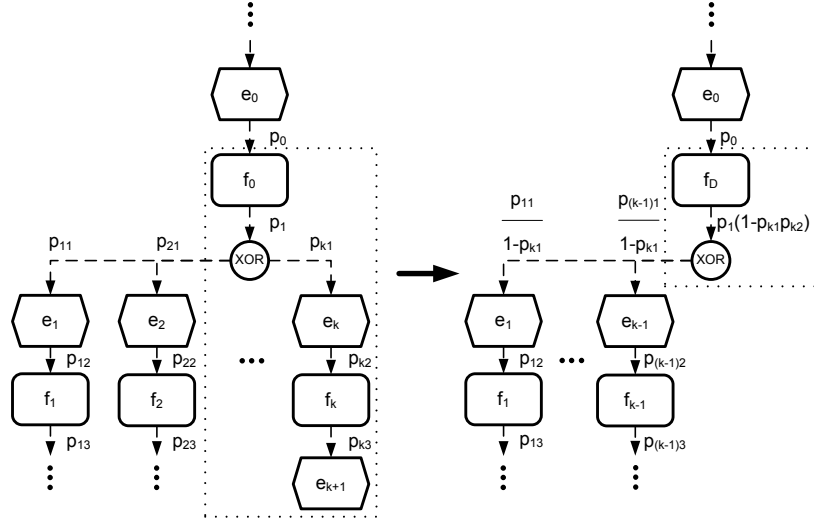 e0 e0
p0 p0
f0 fD
p11 p(k-1)1
p1 p1(1-pk1pk2)
p11 p21 pk1 1-pk1 1-pk1
XOR XOR
e1 e2 ek e1 ek-1
p12 p22 pk2 p12 p(k-1)2
f1 f2 fk f1 fk-1
p13 p23 pk3 p13 p(k-1)3
ek+1